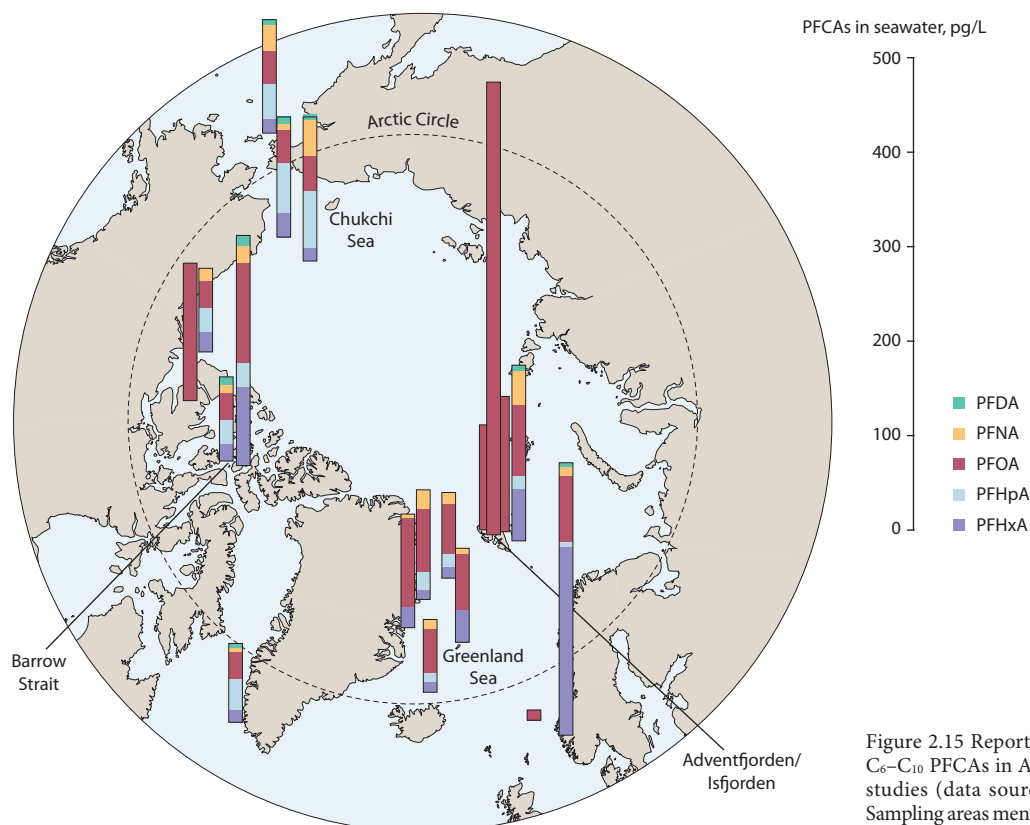 PFCAs in seawater, pg/L
500
400
300
200
100
0
Arctic Circle
Chukchi
Sea
PFDA
PFNA
PFOA
PFHpA
PFHxA
Barrow
Strait
Greenland
Sea
Adventfjorden/
Isfjorden
Figure 2.15 Report
C₆–C₁₀ PFCAs in A
studies (data sour
Sampling areas men